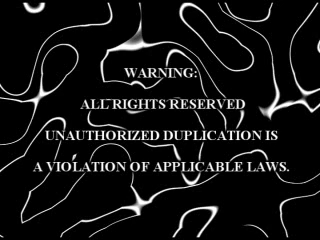 WARNING:
ALL RIGHTS RESERVED
UNAUTHORIZED DUPLICATION IS
A VIOLATION OF APPLICABLE LAWS.